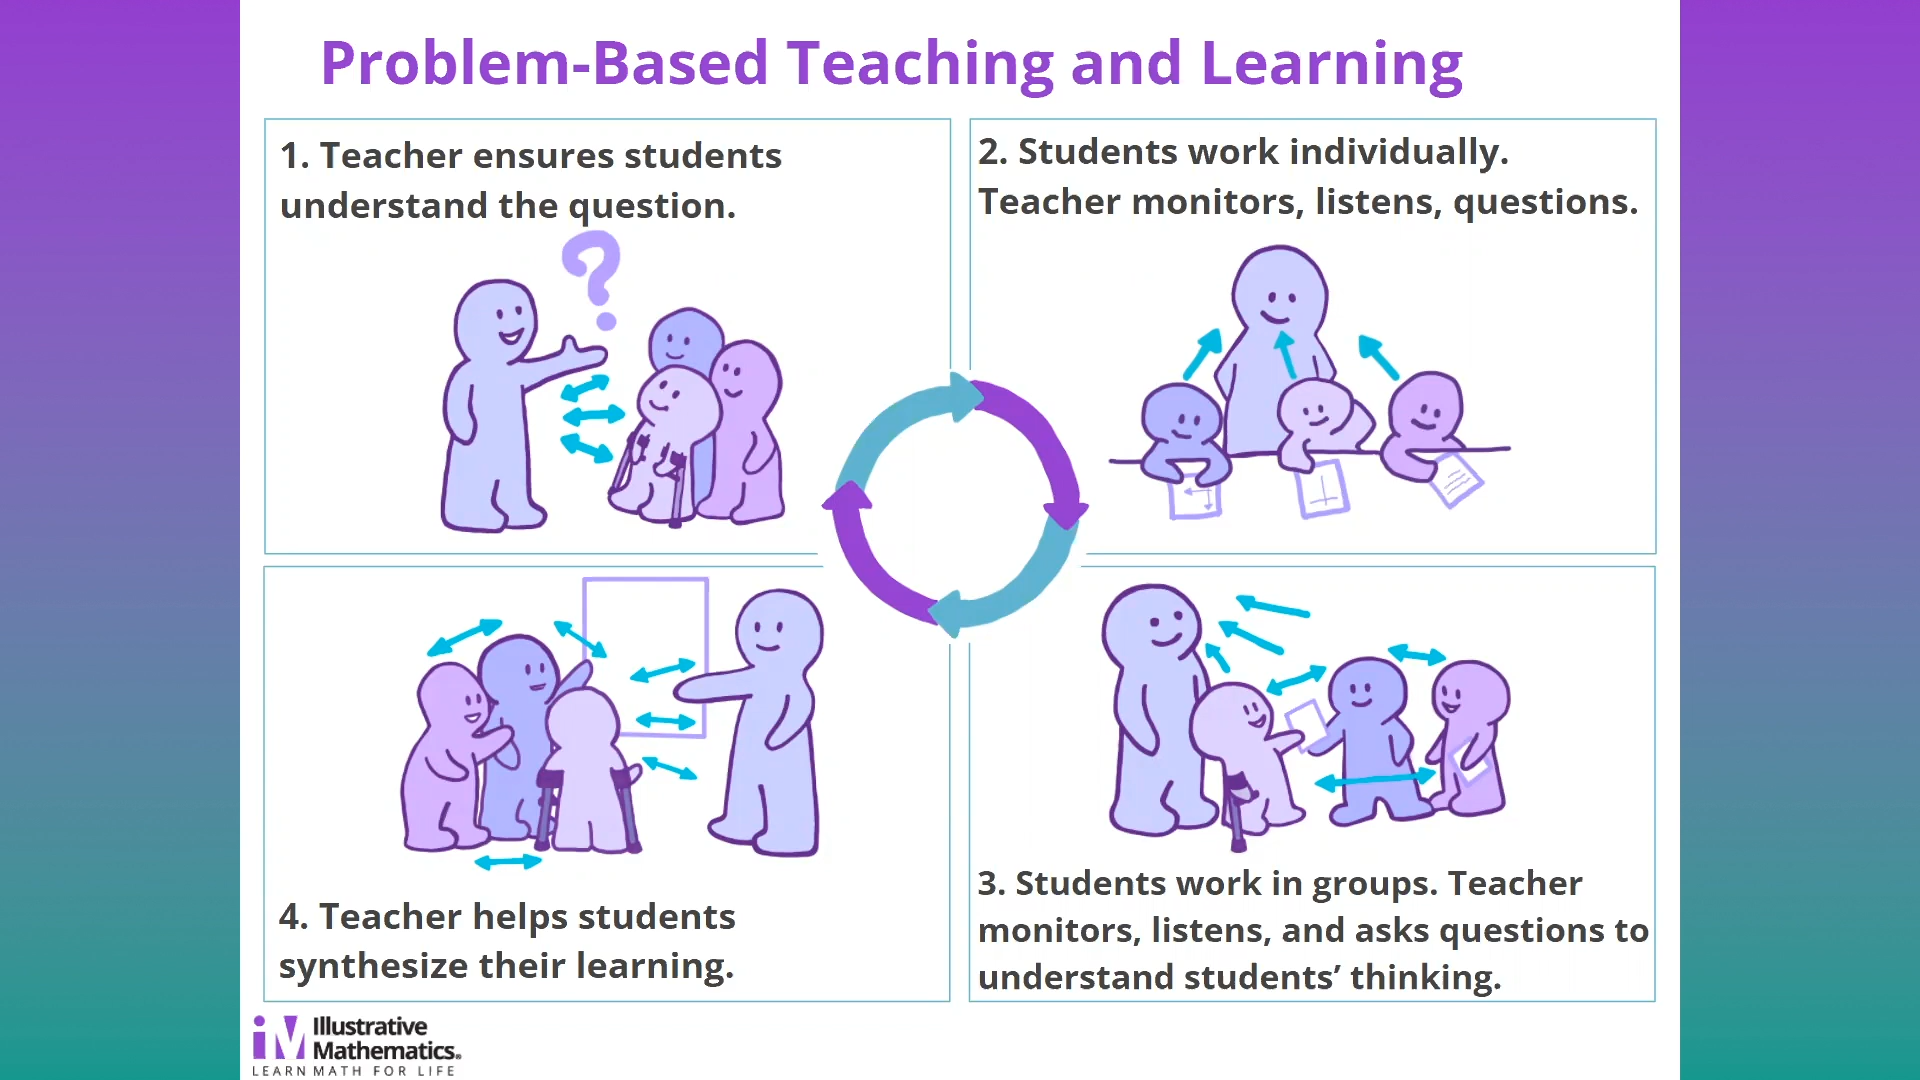 Problem-Based Teaching and Learning
1. Teacher ensures students
understand the question.
?
2. Students work individually.
Teacher monitors, listens, questions.
3. Students work in groups. Teacher
monitors, listens, and asks questions to
understand students’ thinking.
4. Teacher helps students
synthesize their learning.
iM Illustrative
Mathematics®
LEARN MATH FOR LIFE